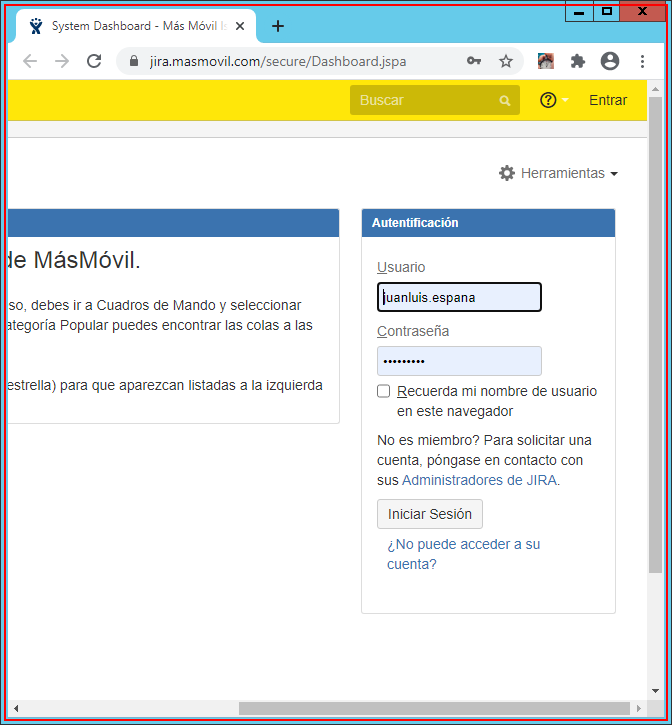 System Dashboard - Más Móvil Is
jira.masmovil.com/secure/Dashboard.jspa
Buscar
Entrar
Herramientas
de MásMóvil.
so, debes ir a Cuadros de Mando y seleccionar
ategoría Popular puedes encontrar las colas a las
estrella) para que aparezcan listadas a la izquierda
Autentificación
Usuario
juanluis.espana
Contraseña
•••••••••
Recuerda mi nombre de usuario
en este navegador
No es miembro? Para solicitar una
cuenta, póngase en contacto con
sus Administradores de JIRA.
Iniciar Sesión
¿No puede acceder a su
cuenta?